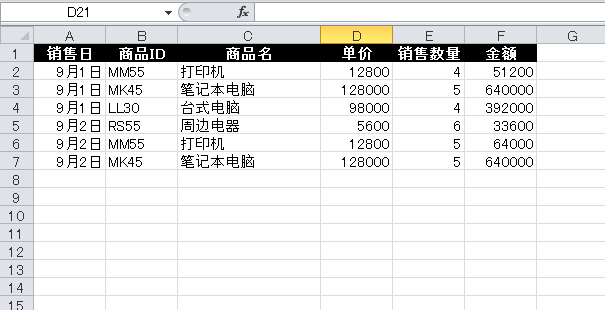 D21 fx
A B C D E F G
1 销售日 商品ID 商品名 单价 销售数量 金额
2 9月1日 MM55 打印机 12800 4 51200
3 9月1日 MK45 笔记本电脑 128000 5 640000
4 9月1日 LL30 台式电脑 98000 4 392000
5 9月2日 RS55 周边电器 5600 6 33600
6 9月2日 MM55 打印机 12800 5 64000
7 9月2日 MK45 笔记本电脑 128000 5 640000
8
9
10
11
12
13
14
15